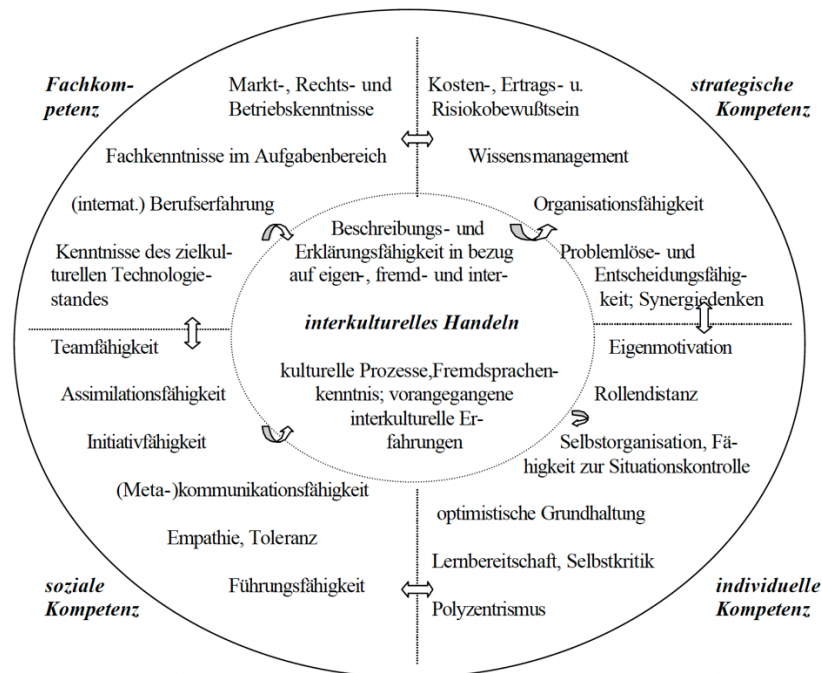 Fachkom-
petenz
Markt-, Rechts- und
Betriebskenntnisse
Fachkenntnisse im Aufgabenbereich
(internat.) Berufserfahrung
Kenntnisse des zielkul-
turellen Technologie-
standes
strategische
Kompetenz
Kosten-, Ertrags- u.
Risiokobewußtsein
Wissensmanagement
Organisationsfähigkeit
Problemlöse- und
Entscheidungsfähig-
keit; Synergiedenken
Beschreibungs- und
Erklärungsfähigkeit in bezug
auf eigen-, fremd- und inter-
interkulturelles Handeln
kulturelle Prozesse,Fremdsprachen-
kenntnis; vorangegangene
interkulturelle Er-
fahrungen
Teamfähigkeit
Assimilationsfähigkeit
Initiativfähigkeit
(Meta-)kommunikationsfähigkeit
Empathie, Toleranz
Führungsfähigkeit
soziale
Kompetenz
Eigenmotivation
Rollendistanz
Selbstorganisation, Fä-
higkeit zur Situationskontrolle
optimistische Grundhaltung
Lernbereitschaft, Selbstkritik
Polyzentrismus
individuelle
Kompetenz